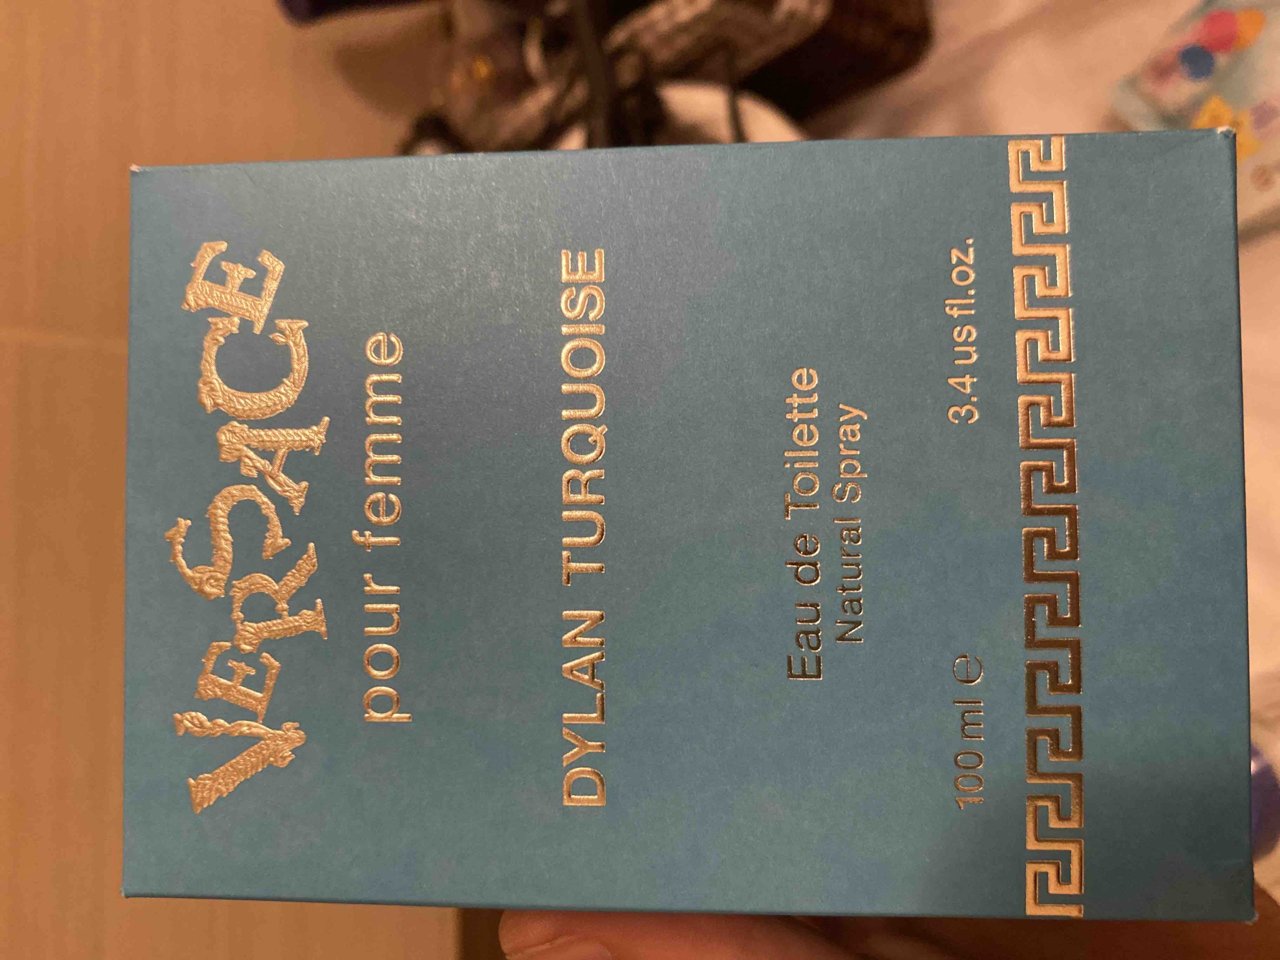 VERSACE
pour femme
DYLAN TURQUOISE
Eau de Toilette
Natural Spray
100 ml ℮ 3.4 us fl.oz.